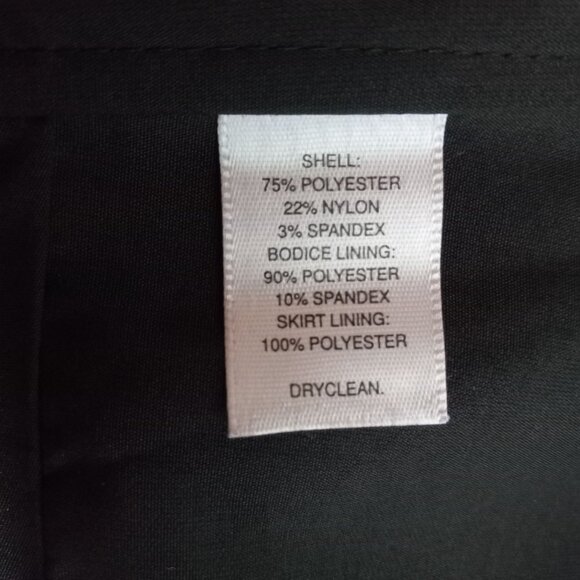 SHELL:
75% POLYESTER
22% NYLON
3% SPANDEX
BODICE LINING:
90% POLYESTER
10% SPANDEX
SKIRT LINING:
100% POLYESTER
DRYCLEAN.